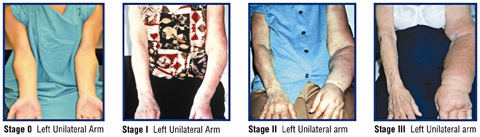 Stage 0 Left Unilateral Arm
Stage I Left Unilateral Arm
Stage II Left Unilateral arm
Stage III Left Unilateral Arm